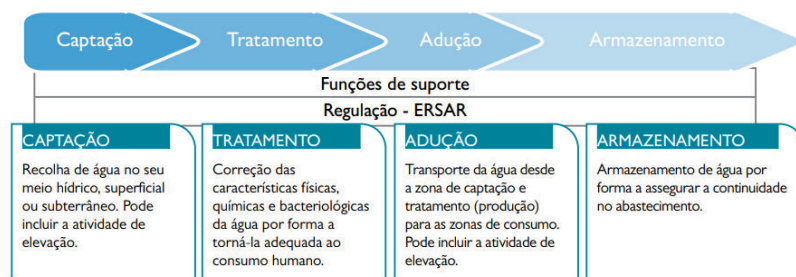 Captação
Tratamento
Adução
Armazenamento
Funções de suporte
Regulação - ERSAR
CAPTAÇÃO
Recolha de água no seu
meio hídrico, superficial
ou subterrâneo. Pode
incluir a atividade de
elevação.
TRATAMENTO
Correção das
características físicas,
químicas e bacteriológicas
da água por forma a
torná-la adequada ao
consumo humano.
ADUÇÃO
Transporte da água desde
a zona de captação e
tratamento (produção)
para as zonas de consumo.
Pode incluir a atividade de
elevação.
ARMAZENAMENTO
Armazenamento de água por
forma a assegurar a continuidade
no abastecimento.